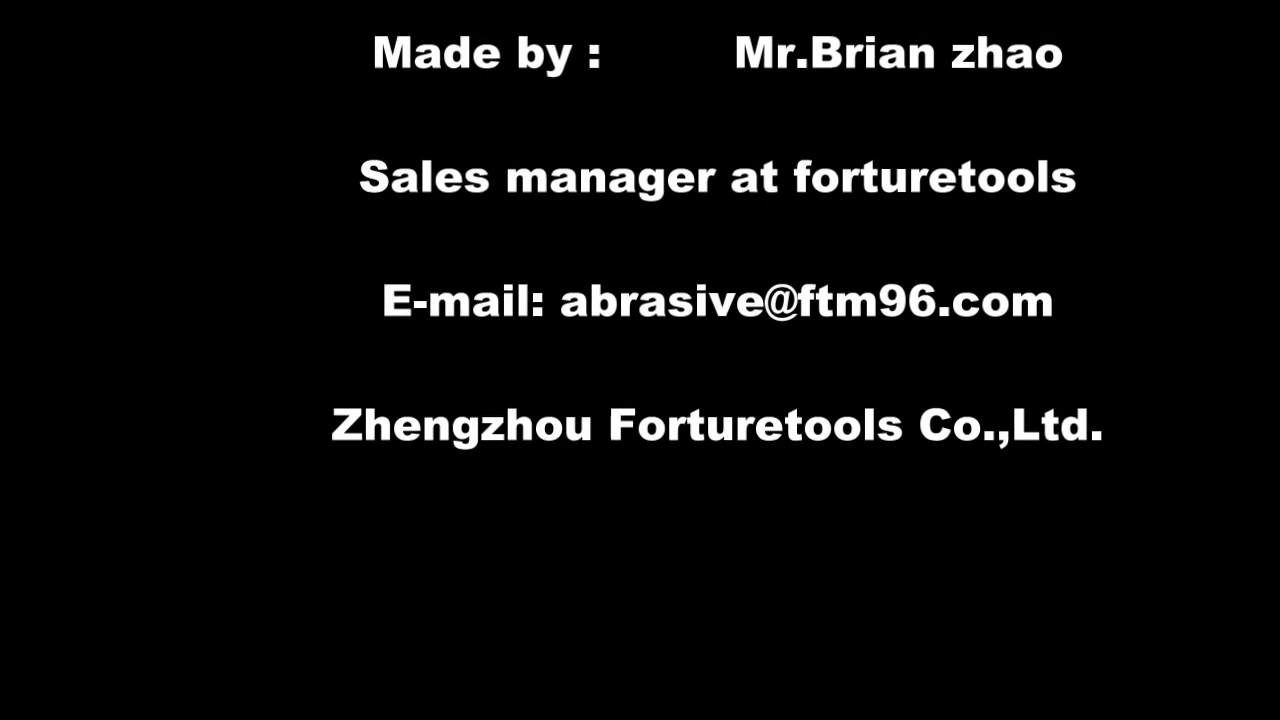 Made by : Mr.Brian zhao
Sales manager at forturetools
E-mail: abrasive@ftm96.com
Zhengzhou Forturetools Co.,Ltd.